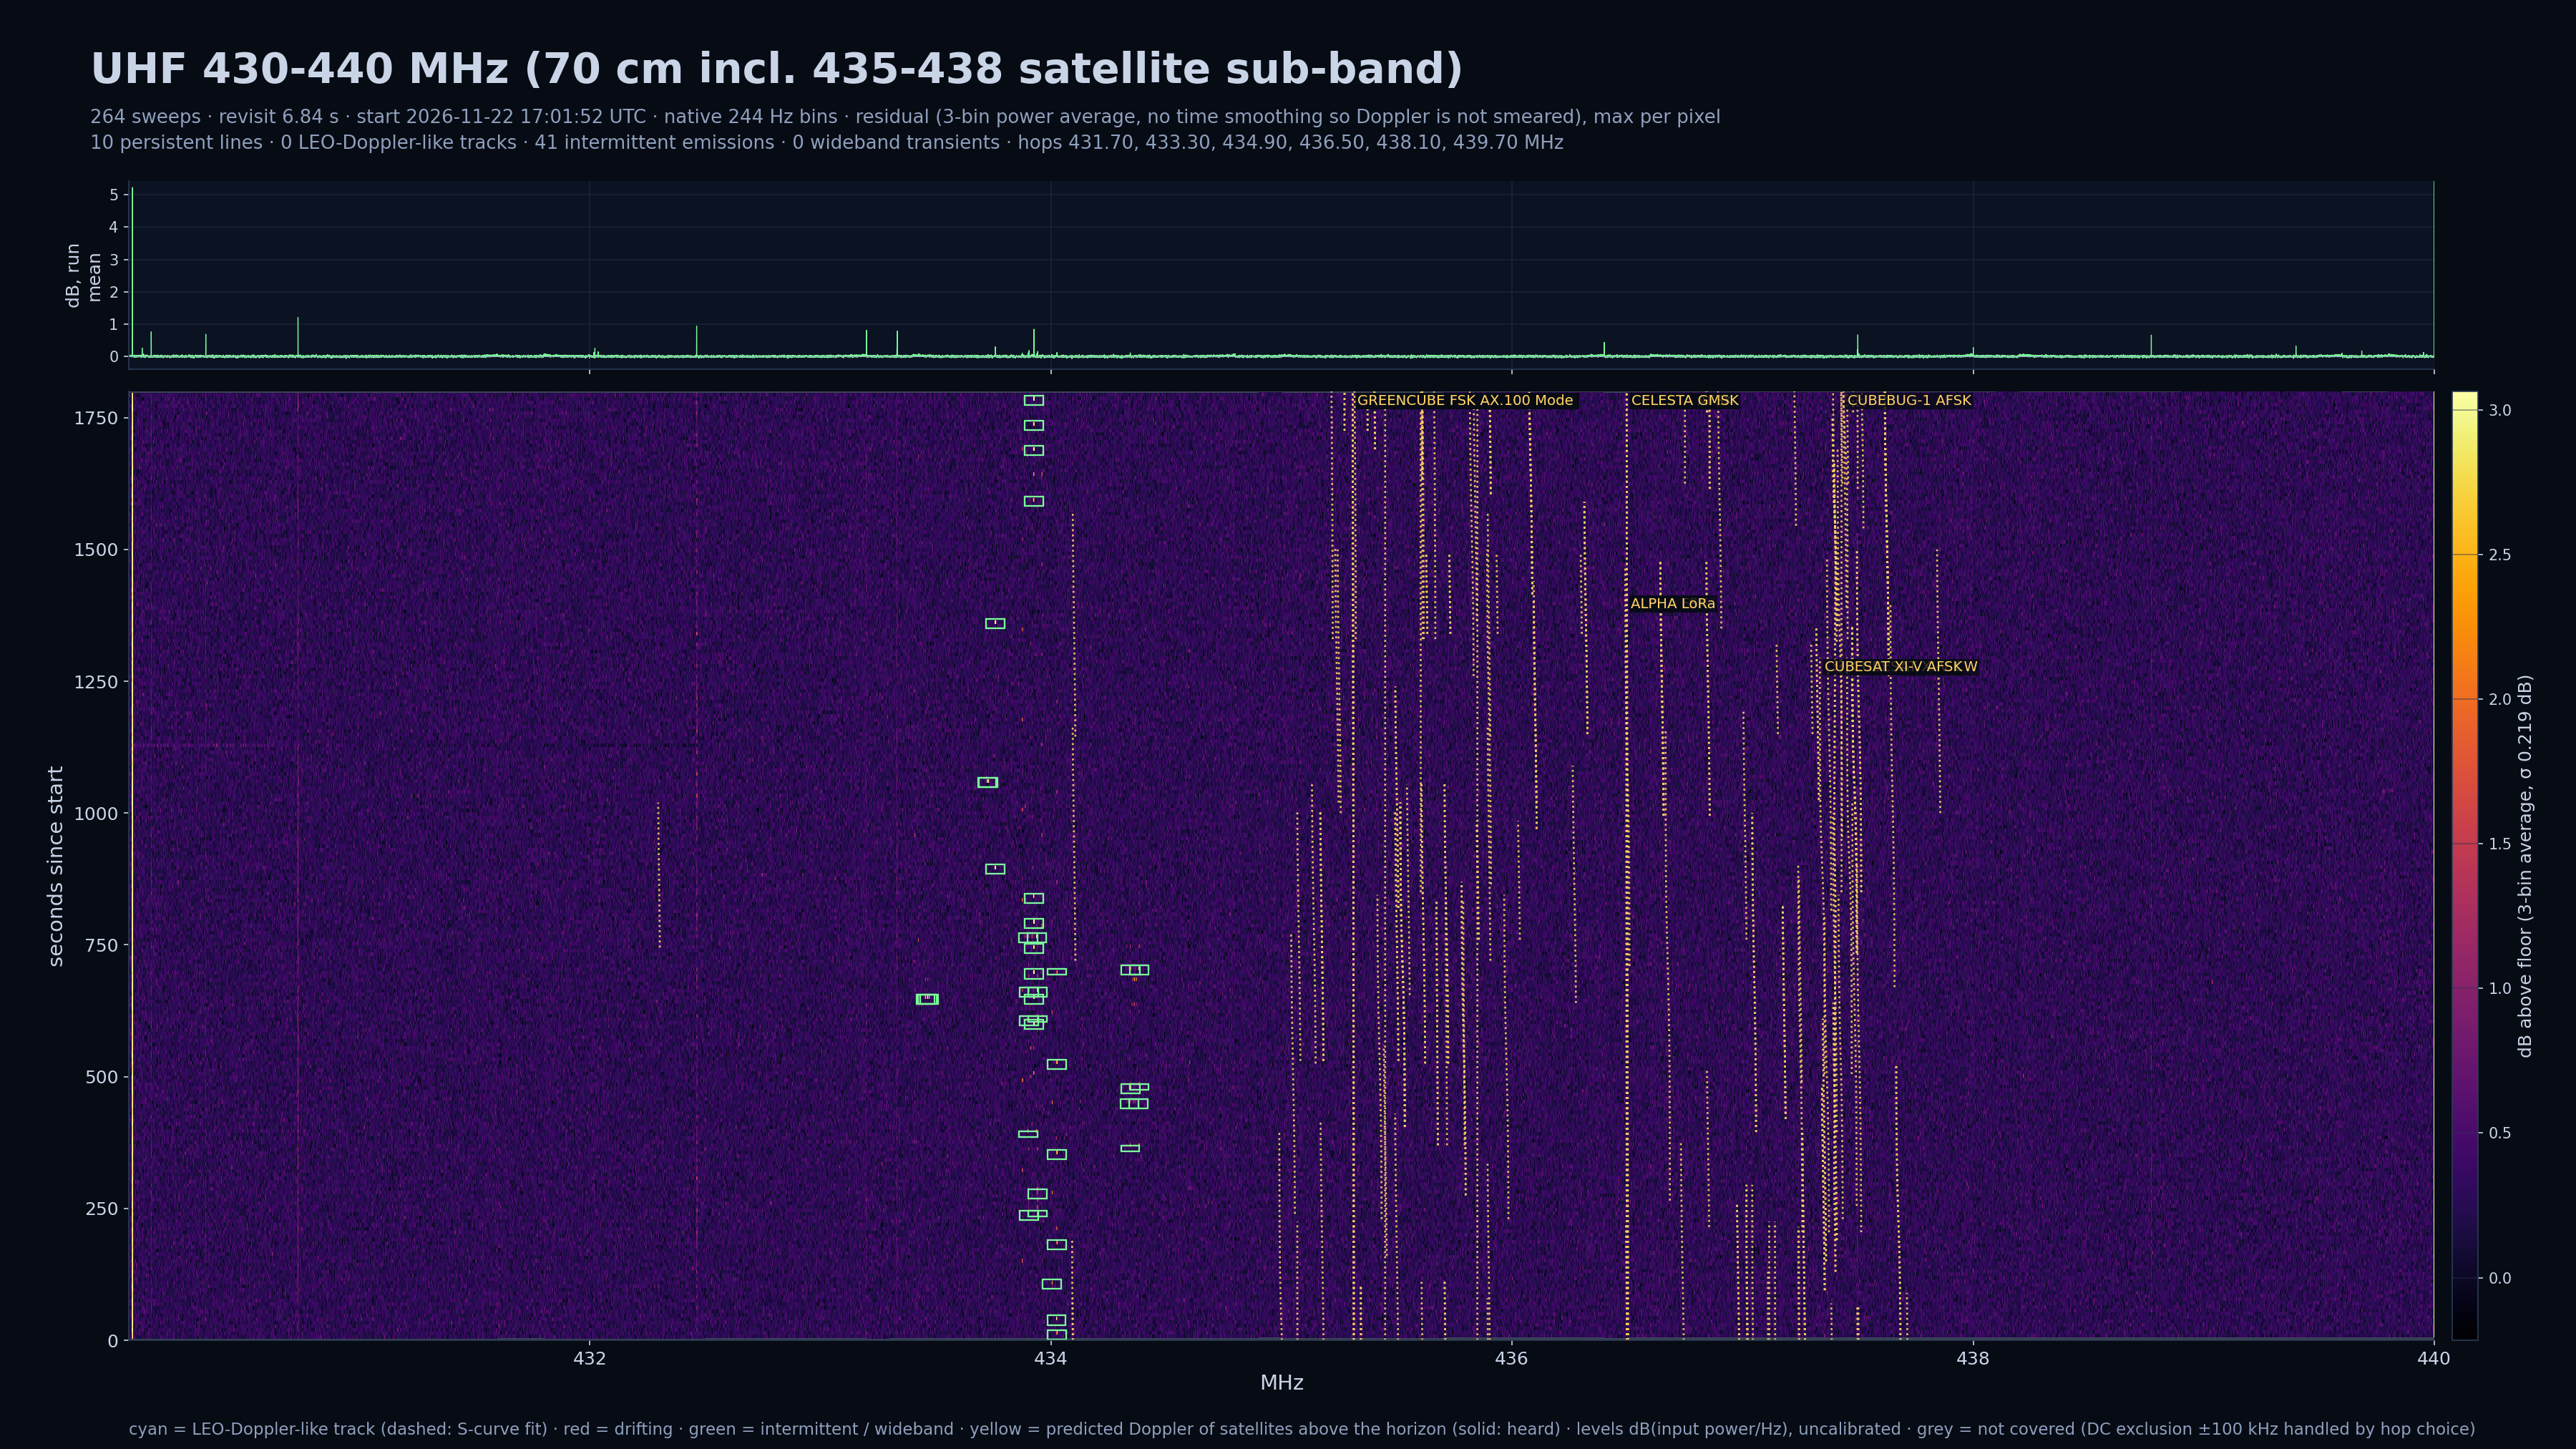 UHF 430-440 MHz (70 cm incl. 435-438 satellite sub-band)
264 sweeps · revisit 6.84 s · start 2026-11-22 17:01:52 UTC · native 244 Hz bins · residual (3-bin power average, no time smoothing so Doppler is not smeared), max per pixel
10 persistent lines · 0 LEO-Doppler-like tracks · 41 intermittent emissions · 0 wideband transients · hops 431.70, 433.30, 434.90, 436.50, 438.10, 439.70 MHz
dB, run
mean
5
4
3
2
1
0
seconds since start
1750
1500
1250
1000
750
500
250
0
GREENCUBE FSK AX.100 Mode
CELESTA GMSK
CUBEBUG-1 AFSK
ALPHA LoRa
CUBESAT XI-V AFSK
432
434
436
438
440
MHz
3.0
2.5
2.0
1.5
1.0
0.5
0.0
dB above floor (3-bin average, σ 0.219 dB)
cyan = LEO-Doppler-like track (dashed: S-curve fit) · red = drifting · green = intermittent / wideband · yellow = predicted Doppler of satellites above the horizon (solid: heard) · levels dB(input power/Hz), uncalibrated · grey = not covered (DC exclusion ±100 kHz handled by hop choice)